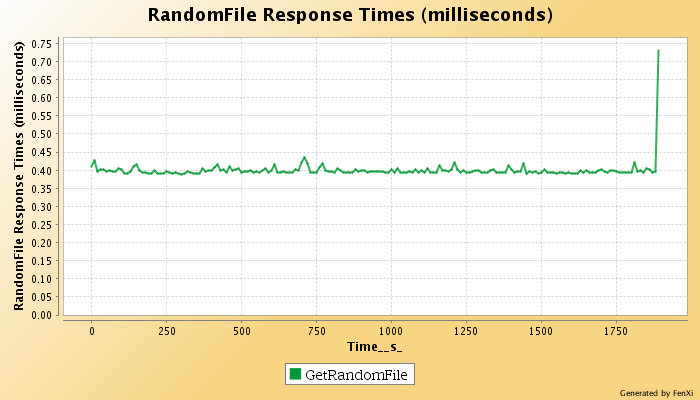 RandomFile Response Times (milliseconds)
RandomFile Response Times (milliseconds)
0.75
0.70
0.65
0.60
0.55
0.50
0.45
0.40
0.35
0.30
0.25
0.20
0.15
0.10
0.05
0.00
0 250 500 750 1000 1250 1500 1750
Time__s_
GetRandomFile
Generated by FenXi